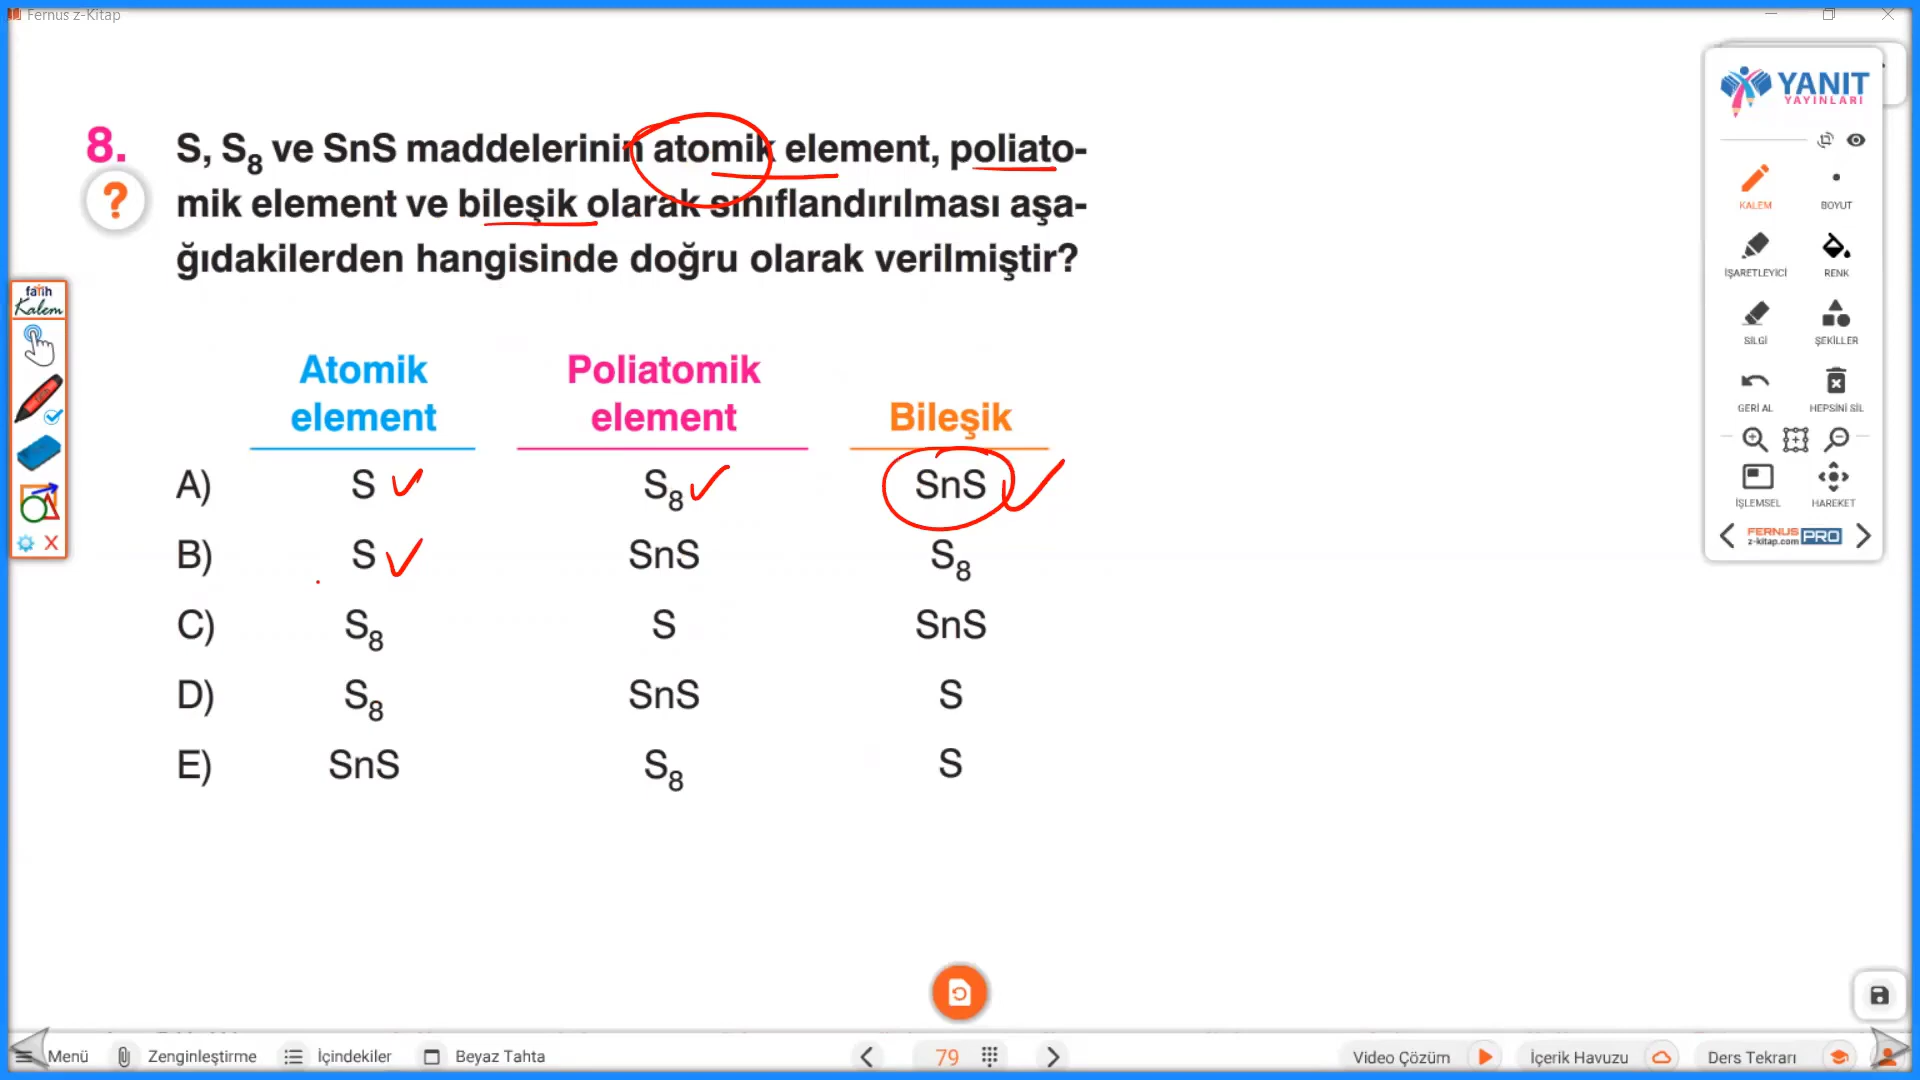 Fernus z-Kitap
8. S, S8 ve SnS maddelerinin atomik element, poliato-
mik element ve bileşik olarak sınıflandırılması aşa-
ğıdakilerden hangisinde doğru olarak verilmiştir?
?
Atomik element Poliatomik element Bileşik
A) S S8 SnS
B) S SnS S8
C) S8 S SnS
D) S8 SnS S
E) SnS S8 S
fatih
Kalem
YANIT
YAYINLARI
KALEM BOYUT
İŞARETLEYİCİ RENK
SİLGİ ŞEKİLLER
GERİ AL HEPSİNİ SİL
İŞLEMSEL HAREKET
FERNUS
z-kitap.com PRO
Menü Zenginleştirme İçindekiler Beyaz Tahta 79 Video Çözüm İçerik Havuzu Ders Tekrarı